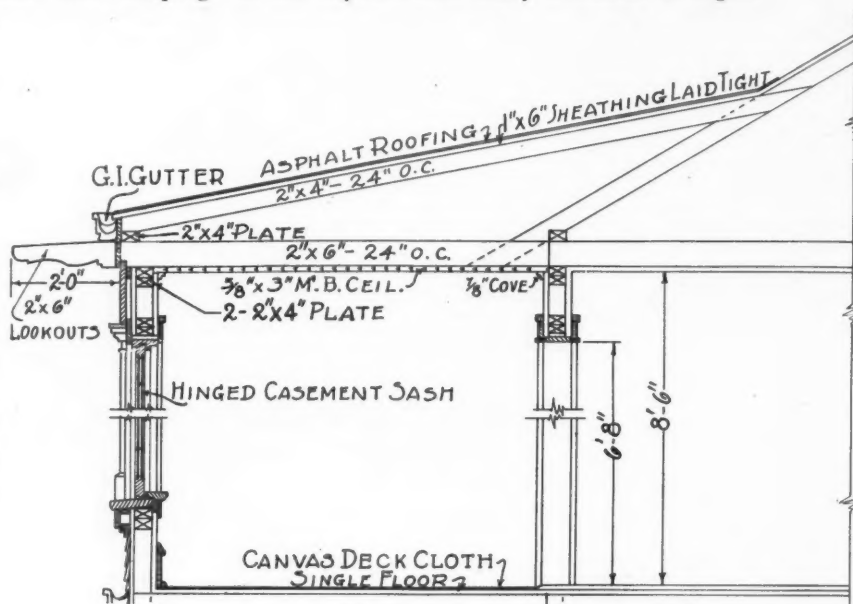 ASPHALT ROOFING
1"x6" SHEATHING LAID TIGHT
G.I. GUTTER
2"x4" - 24" O.C.
2"x4" PLATE
2"x6" - 24" O.C.
2'-0"
5/8" x 3" M. B. CEIL.
7/8" COVE
2"x6"
LOOKOUTS
2-2"x4" PLATE
HINGED CASEMENT SASH
6'-8"
8'-6"
CANVAS DECK CLOTH
SINGLE FLOOR